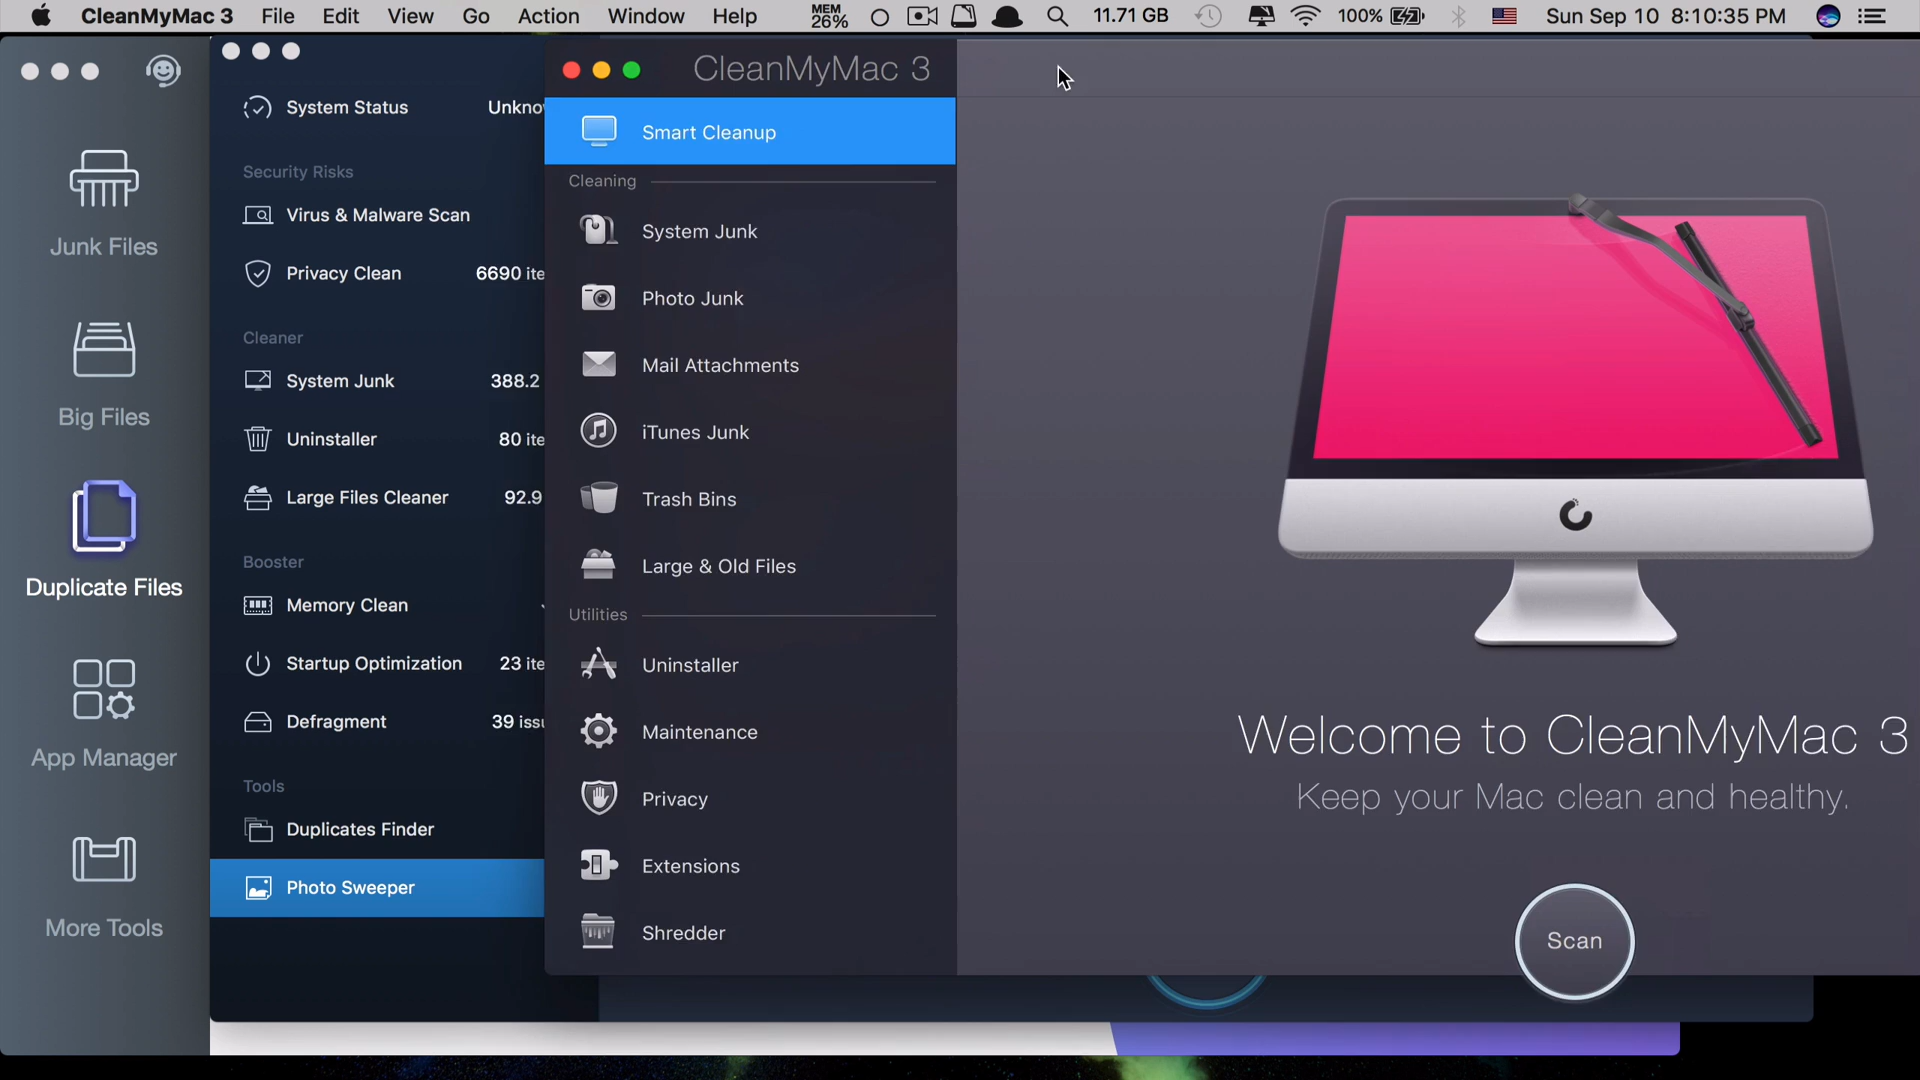 CleanMyMac 3 File Edit View Go Action Window Help MEM 26% 11.71 GB 100% Sun Sep 10 8:10:35 PM
Junk Files
Big Files
Duplicate Files
App Manager
More Tools
System Status Unkno
Security Risks
Virus & Malware Scan
Privacy Clean 6690 ite
Cleaner
System Junk 388.2
Uninstaller 80 ite
Large Files Cleaner 92.9
Booster
Memory Clean
Startup Optimization 23 ite
Defragment 39 issu
Tools
Duplicates Finder
Photo Sweeper
CleanMyMac 3
Smart Cleanup
Cleaning
System Junk
Photo Junk
Mail Attachments
iTunes Junk
Trash Bins
Large & Old Files
Utilities
Uninstaller
Maintenance
Privacy
Extensions
Shredder
Welcome to CleanMyMac 3
Keep your Mac clean and healthy.
Scan